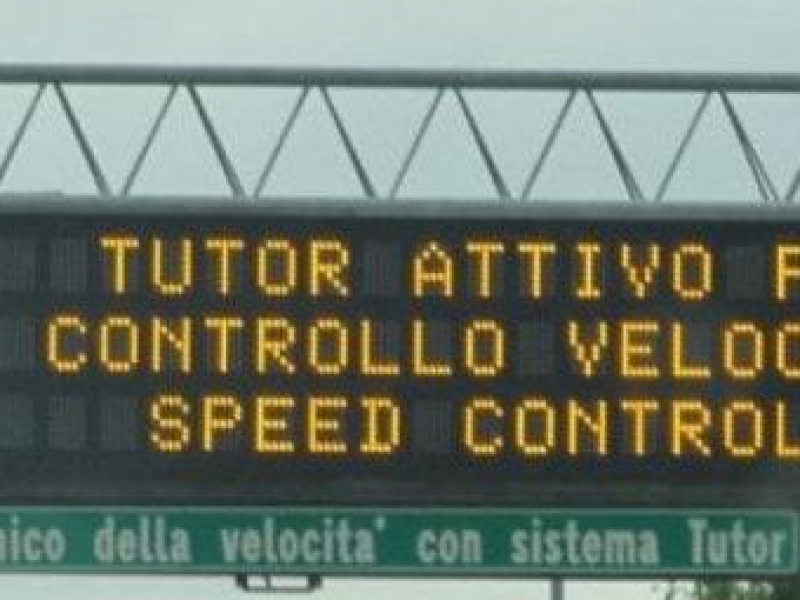 TUTOR ATTIVO P
CONTROLLO VELOC
SPEED CONTROL
nico della velocita' con sistema Tutor